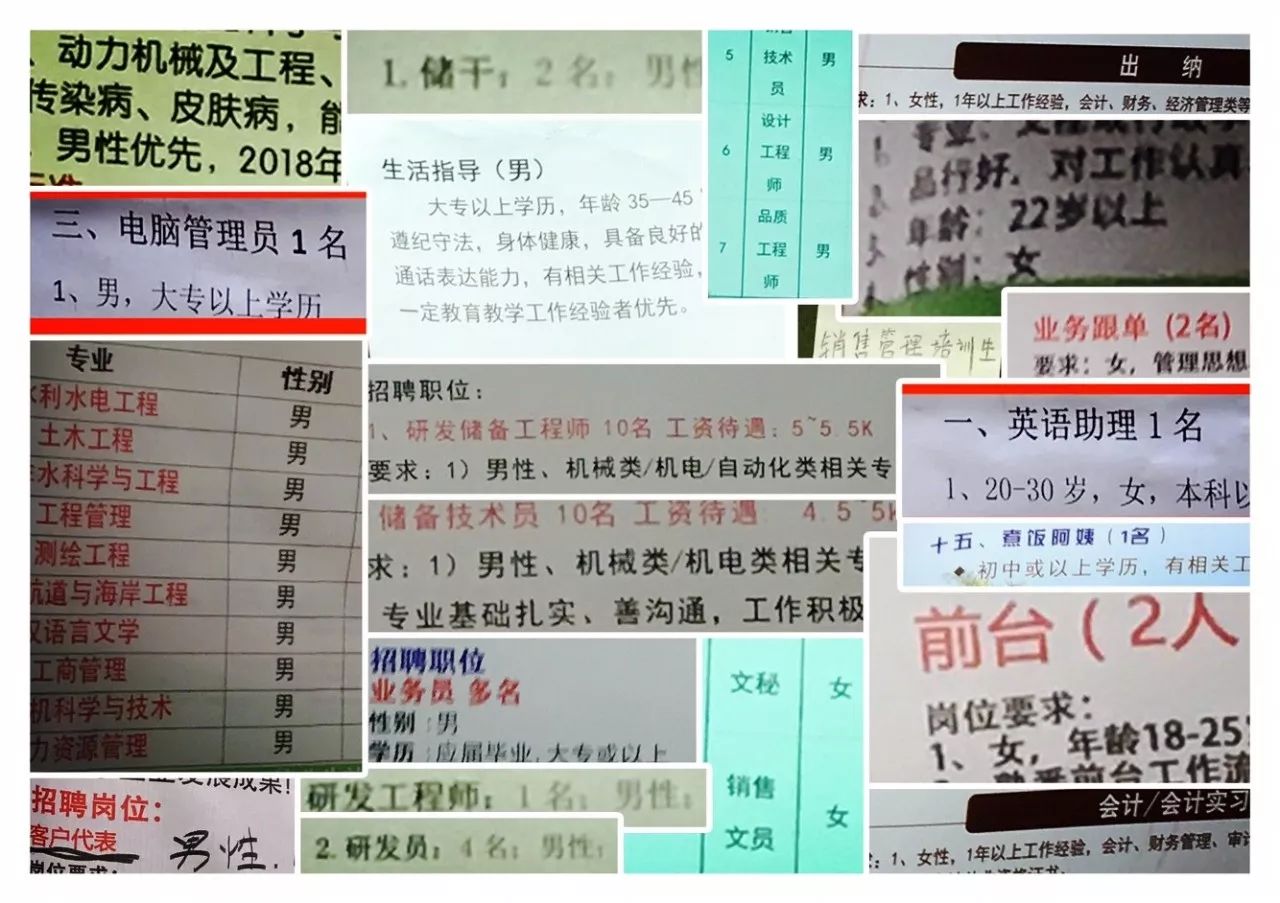 动力机械及工程、
传染病、皮肤病，能
男性优先，2018年
三、电脑管理员1名
1、男，大专以上学历
专业 性别
水利水电工程 男
土木工程 男
水科学与工程 男
工程管理 男
测绘工程 男
航道与海岸工程 男
汉语言文学 男
工商管理 男
机科学与技术 男
力资源管理 男
招聘岗位：
客户代表
男性.
岗位要求：
1.储干：2名；男性
生活指导（男）
大专以上学历，年龄35—45
遵纪守法，身体健康，具备良好的
通话表达能力，有相关工作经验，
一定教育教学工作经验者优先。
5 技术员 男
6 设计工程师 男
7 品质工程师 男
招聘职位：
1、研发储备工程师 10名 工资待遇：5~5.5K
要求：1）男性、机械类/机电/自动化类相关专
储备技术员 10名 工资待遇 4.5~5K
求：1）男性、机械类/机电类相关专
专业基础扎实、善沟通，工作积极
招聘职位
业务员 多名
性别：男
学历：应届毕业，大专或以上
研发工程师：1名；男性；
2.研发员：4名；男性；
文秘 女
销售文员 女
出 纳
求：1、女性，1年以上工作经验，会计、财务、经济管理类等
品行好，对工作认真
年龄：22岁以上
性别：女
销售管理培训生
业务跟单（2名）
要求：女，管理思想
一、英语助理1名
1、20-30岁，女，本科以
十五、煮饭阿姨（1名）
◆ 初中或以上学历，有相关工
前台（2人
岗位要求：
1、女，年龄18-25
熟悉前台工作流
会计/会计实习
1、女性，1年以上工作经验，会计、财务管理、审计